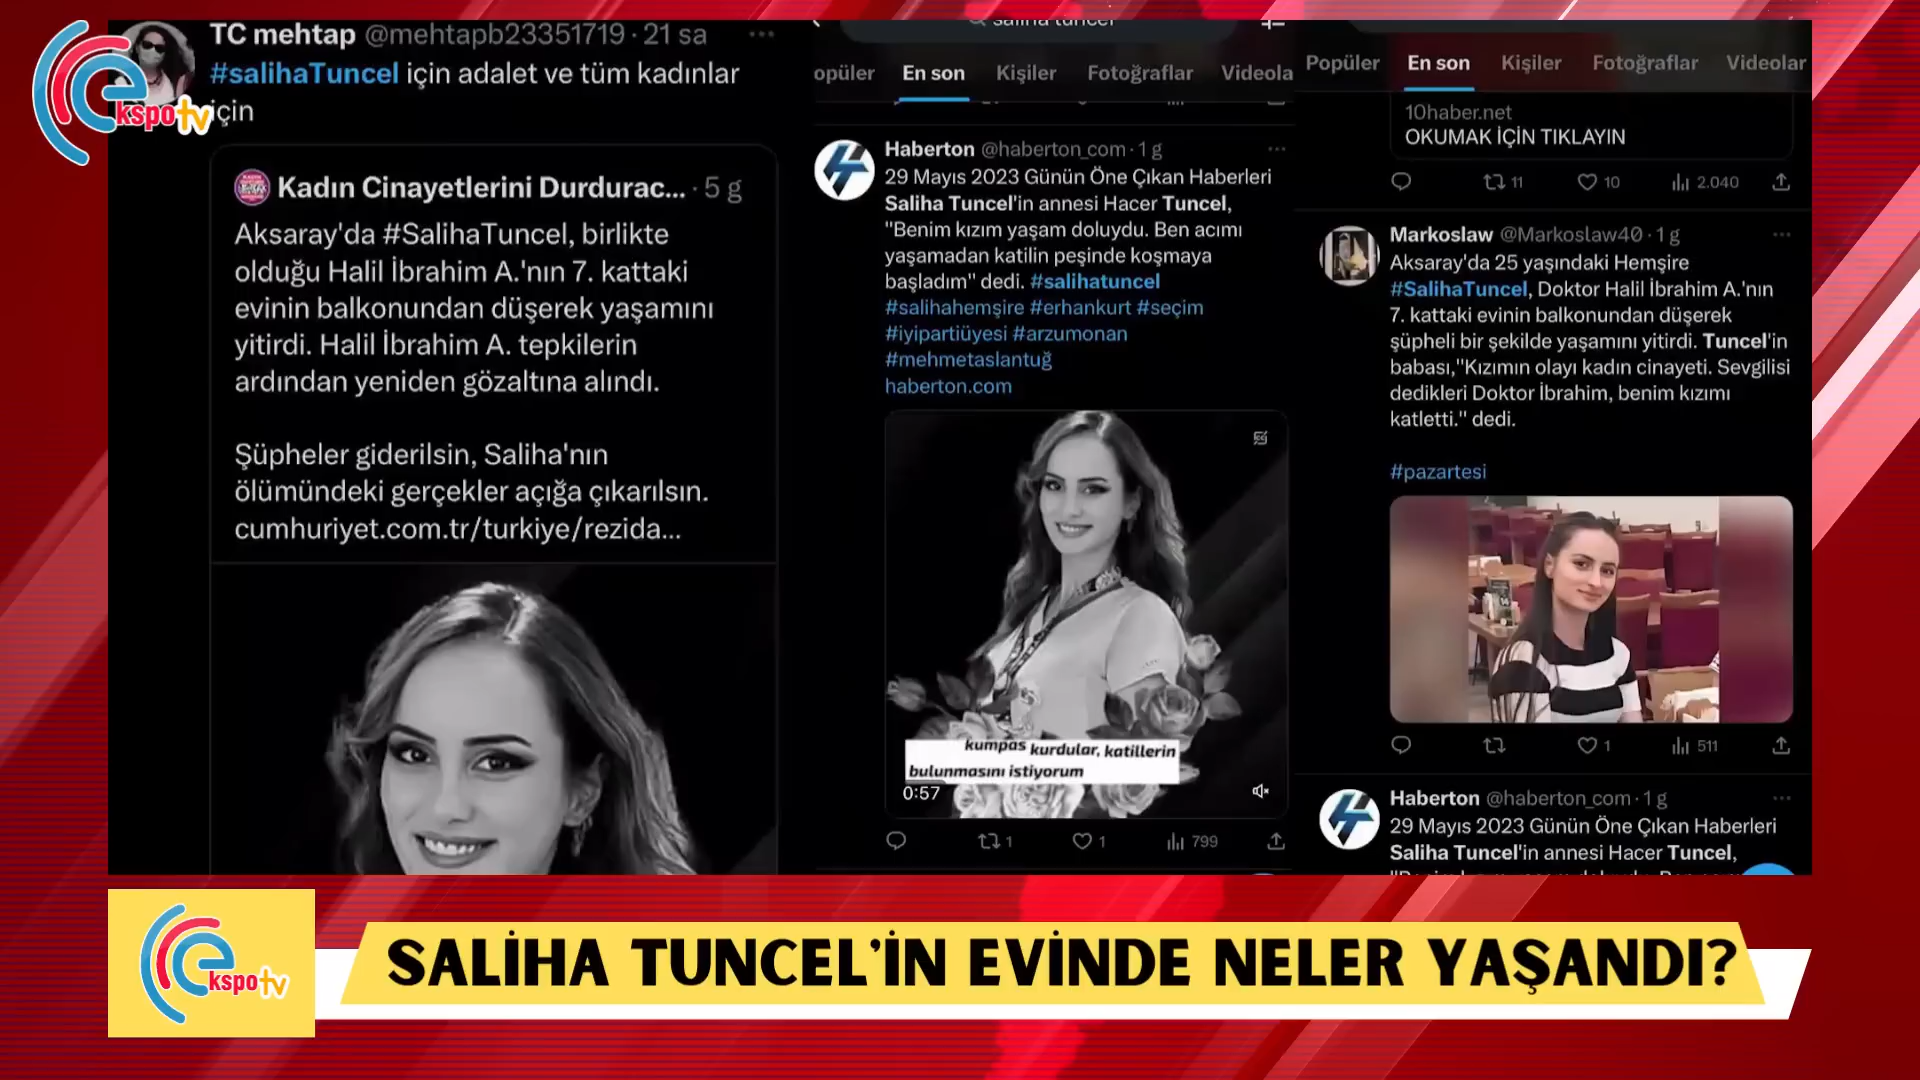 TC mehtap @mehtapb23351719 · 21 sa
#salihaTuncel için adalet ve tüm kadınlar
için
ekspotv
Kadın Cinayetlerini Durdurac... · 5 g
Aksaray'da #SalihaTuncel, birlikte
olduğu Halil İbrahim A.'nın 7. kattaki
evinin balkonundan düşerek yaşamını
yitirdi. Halil İbrahim A. tepkilerin
ardından yeniden gözaltına alındı.
Şüpheler giderilsin, Saliha'nın
ölümündeki gerçekler açığa çıkarılsın.
cumhuriyet.com.tr/turkiye/rezida...
saliha tuncel
opüler En son Kişiler Fotoğraflar Videola
Haberton @haberton_com · 1 g
29 Mayıs 2023 Günün Öne Çıkan Haberleri
Saliha Tuncel'in annesi Hacer Tuncel,
"Benim kızım yaşam doluydu. Ben acımı
yaşamadan katilin peşinde koşmaya
başladım" dedi. #salihatuncel
#salihahemşire #erhankurt #seçim
#iyipartiüyesi #arzumonan
#mehmetaslantuğ
haberton.com
kumpas kurdular, katillerin
bulunmasını istiyorum
0:57
1 1 799
Popüler En son Kişiler Fotoğraflar Videolar
10haber.net
OKUMAK İÇİN TIKLAYIN
11 10 2.040
Markoslaw @Markoslaw40 · 1 g
Aksaray'da 25 yaşındaki Hemşire
#SalihaTuncel, Doktor Halil İbrahim A.'nın
7. kattaki evinin balkonundan düşerek
şüpheli bir şekilde yaşamını yitirdi. Tuncel'in
babası,"Kızımın olayı kadın cinayeti. Sevgilisi
dedikleri Doktor İbrahim, benim kızımı
katletti." dedi.
#pazartesi
1 511
Haberton @haberton_com · 1 g
29 Mayıs 2023 Günün Öne Çıkan Haberleri
Saliha Tuncel'in annesi Hacer Tuncel,
ekspotv
SALİHA TUNCEL'İN EVİNDE NELER YAŞANDI?